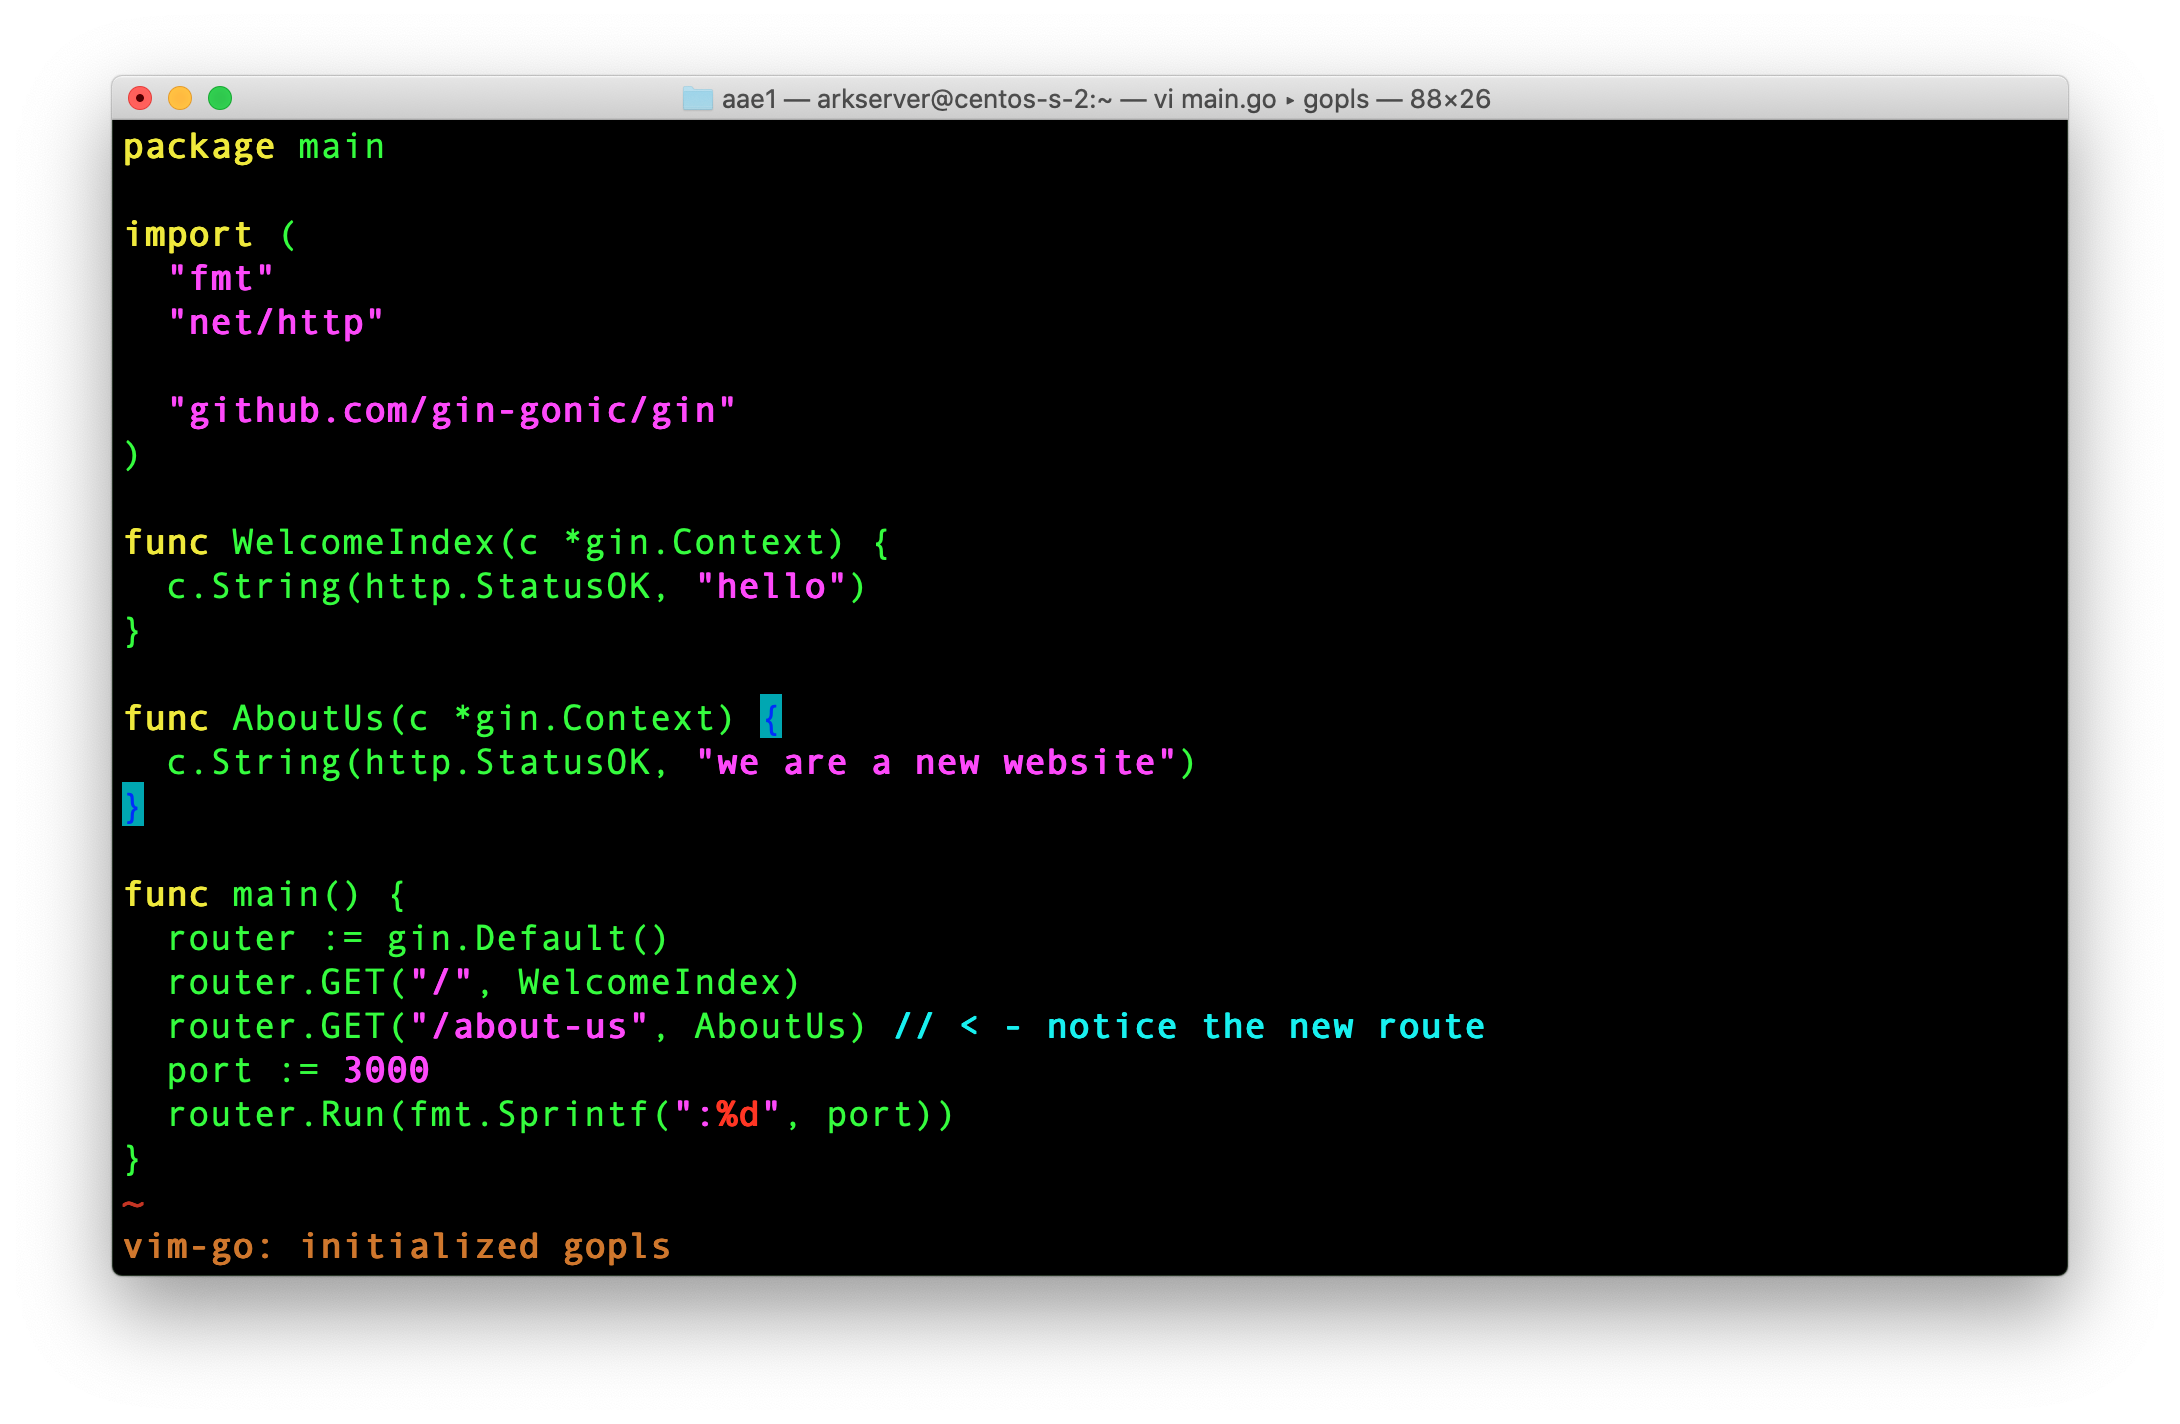 aae1 — arkserver@centos-s-2:~ — vi main.go ▸ gopls — 88×26
package main

import (
  "fmt"
  "net/http"

  "github.com/gin-gonic/gin"
)

func WelcomeIndex(c *gin.Context) {
  c.String(http.StatusOK, "hello")
}

func AboutUs(c *gin.Context) {
  c.String(http.StatusOK, "we are a new website")
}

func main() {
  router := gin.Default()
  router.GET("/", WelcomeIndex)
  router.GET("/about-us", AboutUs) // < - notice the new route
  port := 3000
  router.Run(fmt.Sprintf(":%d", port))
}
~
vim-go: initialized gopls